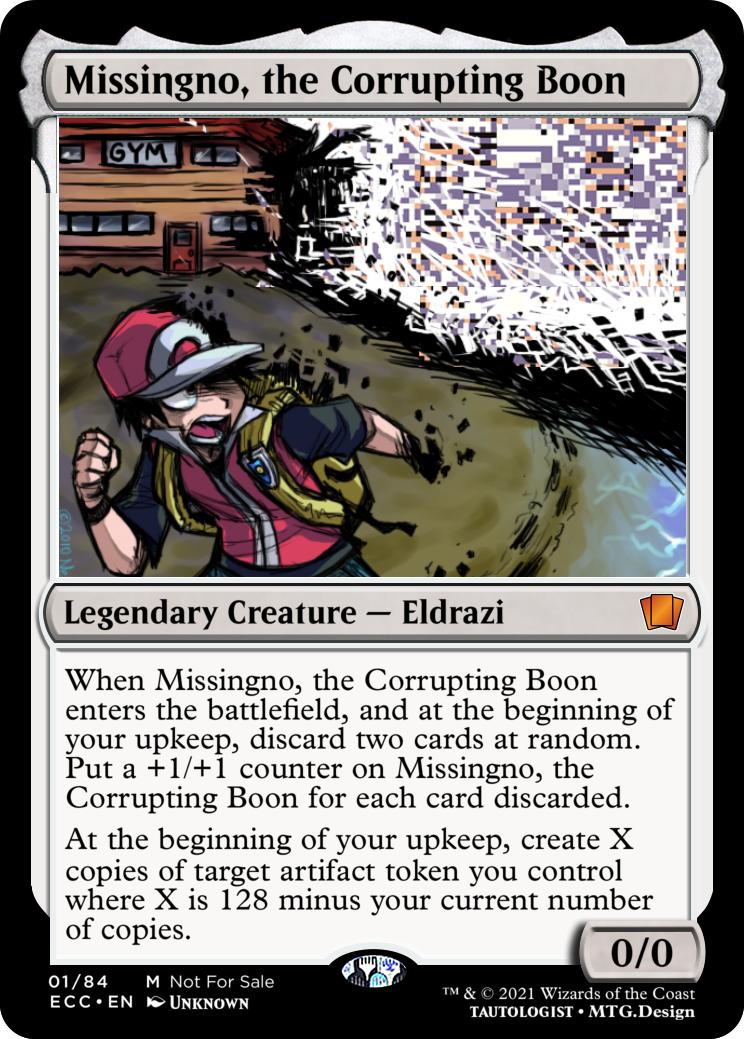 Missingno, the Corrupting Boon
GYM
Legendary Creature — Eldrazi
When Missingno, the Corrupting Boon
enters the battlefield, and at the beginning of
your upkeep, discard two cards at random.
Put a +1/+1 counter on Missingno, the
Corrupting Boon for each card discarded.
At the beginning of your upkeep, create X
copies of target artifact token you control
where X is 128 minus your current number
of copies.
0/0
01/84 M Not For Sale
ECC • EN Unknown
™ & © 2021 Wizards of the Coast
TAUTOLOGIST • MTG.Design